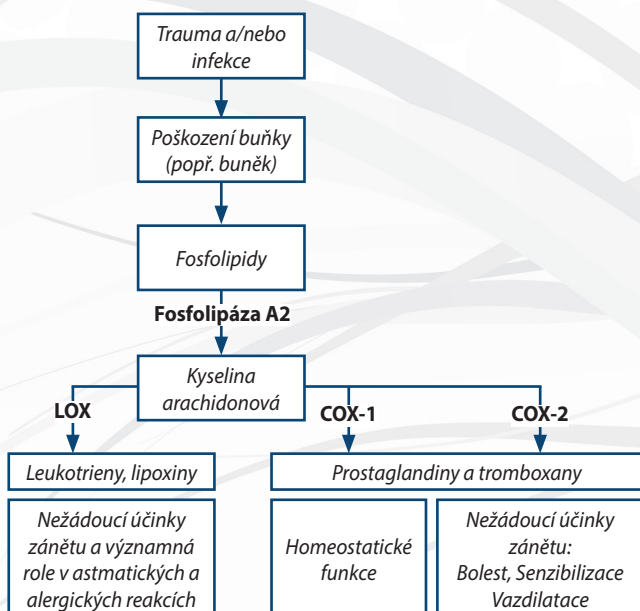 Trauma a/nebo
infekce
Poškození buňky
(popř. buněk)
Fosfolipidy
Fosfolipáza A2
Kyselina
arachidonová
LOX
COX-1
COX-2
Leukotrieny, lipoxiny
Prostaglandiny a tromboxany
Nežádoucí účinky
zánětu a významná
role v astmatických a
alergických reakcích
Homeostatické
funkce
Nežádoucí účinky
zánětu:
Bolest, Senzibilizace
Vazdilatace